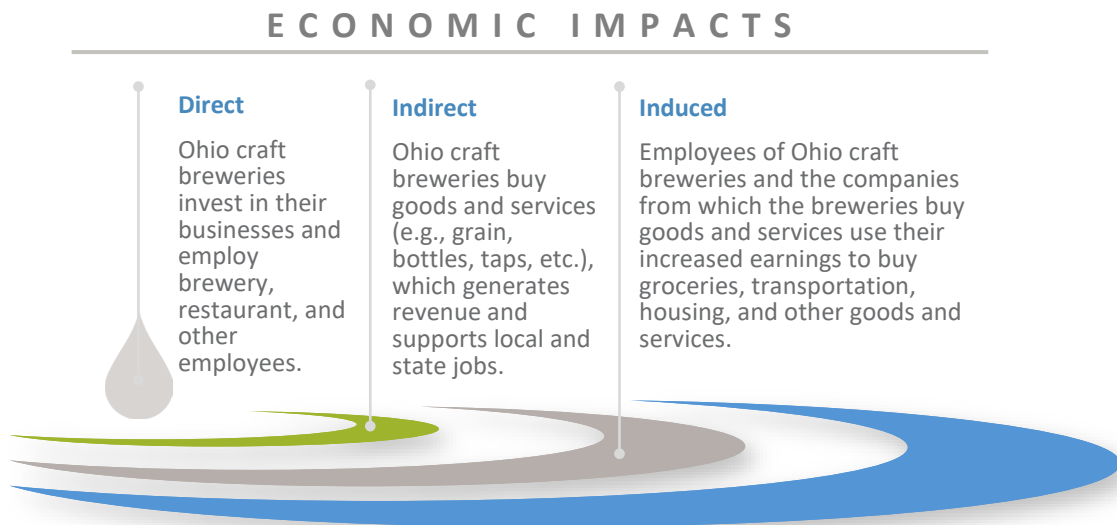 ECONOMIC IMPACTS
Direct
Ohio craft
breweries
invest in their
businesses and
employ
brewery,
restaurant, and
other
employees.
Indirect
Ohio craft
breweries buy
goods and services
(e.g., grain,
bottles, taps, etc.),
which generates
revenue and
supports local and
state jobs.
Induced
Employees of Ohio craft
breweries and the companies
from which the breweries buy
goods and services use their
increased earnings to buy
groceries, transportation,
housing, and other goods and
services.